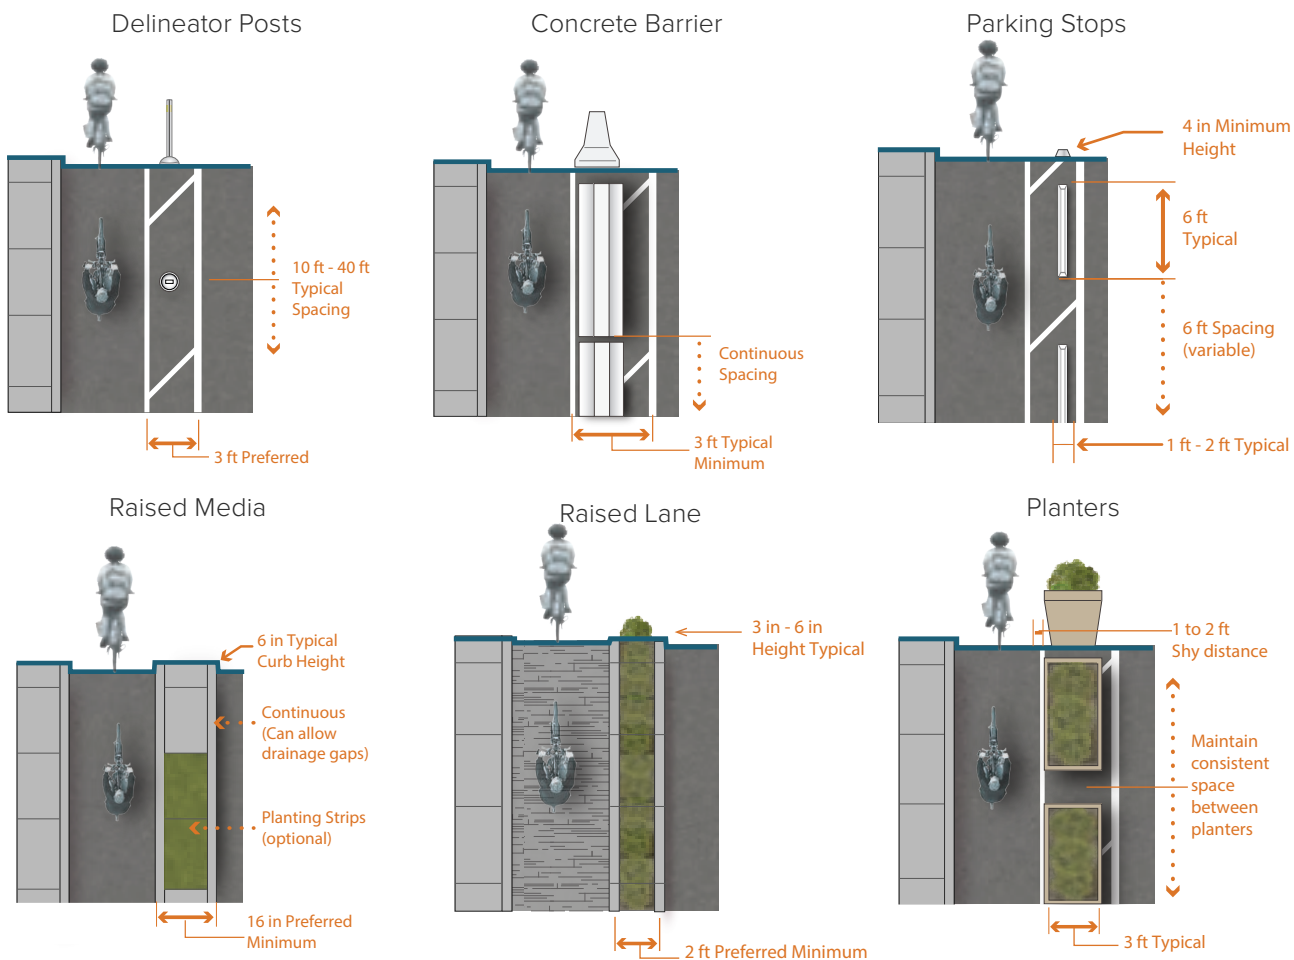 Delineator Posts
10 ft - 40 ft
Typical
Spacing
3 ft Preferred
Concrete Barrier
Continuous
Spacing
3 ft Typical
Minimum
Parking Stops
4 in Minimum
Height
6 ft
Typical
6 ft Spacing
(variable)
1 ft - 2 ft Typical
Raised Media
6 in Typical
Curb Height
Continuous
(Can allow
drainage gaps)
Planting Strips
(optional)
16 in Preferred
Minimum
Raised Lane
3 in - 6 in
Height Typical
2 ft Preferred Minimum
Planters
1 to 2 ft
Shy distance
Maintain
consistent
space
between
planters
3 ft Typical